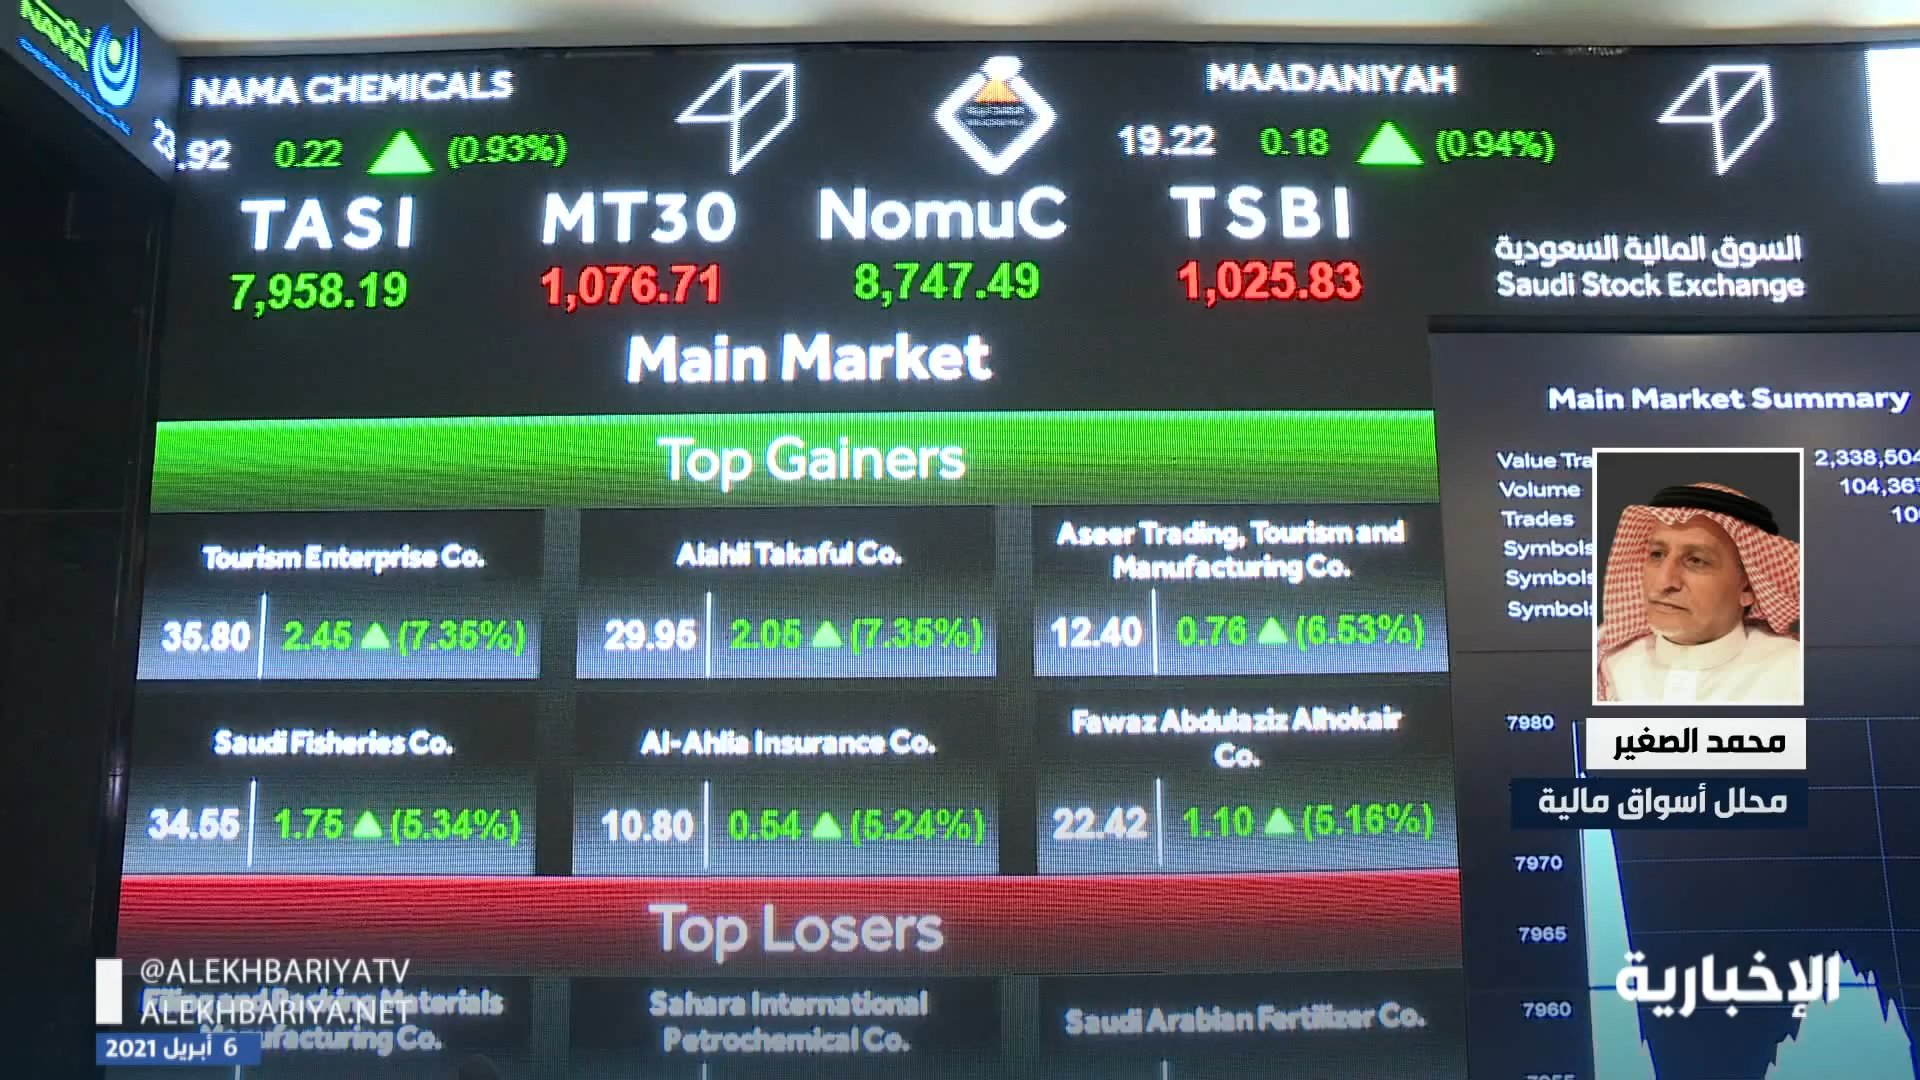 NAMA
NAMA CHEMICALS
23.92 0.22 ▲ (0.93%)
MAADANIYAH
19.22 0.18 ▲ (0.94%)
TASI MT30 NomuC TSBI
7,958.19 1,076.71 8,747.49 1,025.83
السوق المالية السعودية
Saudi Stock Exchange
Main Market
Top Gainers
Tourism Enterprise Co.
35.80 2.45 ▲ (7.35%)
Alahli Takaful Co.
29.95 2.05 ▲ (7.35%)
Aseer Trading, Tourism and
Manufacturing Co.
12.40 0.76 ▲ (6.53%)
Saudi Fisheries Co.
34.55 1.75 ▲ (5.34%)
Al-Ahlia Insurance Co.
10.80 0.54 ▲ (5.24%)
Fawaz Abdulaziz Alhokair
Co.
22.42 1.10 ▲ (5.16%)
Top Losers
Materials
Manufacturing Co.
Sahara International
Petrochemical Co.
Saudi Arabian Fertilizer Co.
Main Market Summary
Value Tra 2,338,504
Volume 104,367
Trades 10
Symbols
Symbols
Symbols
7980
7970
7965
7960
7955
محمد الصغير
محلل أسواق مالية
الإخبارية
@ALEKHBARIYATV
ALEKHBARIYA.NET
6 أبريل 2021